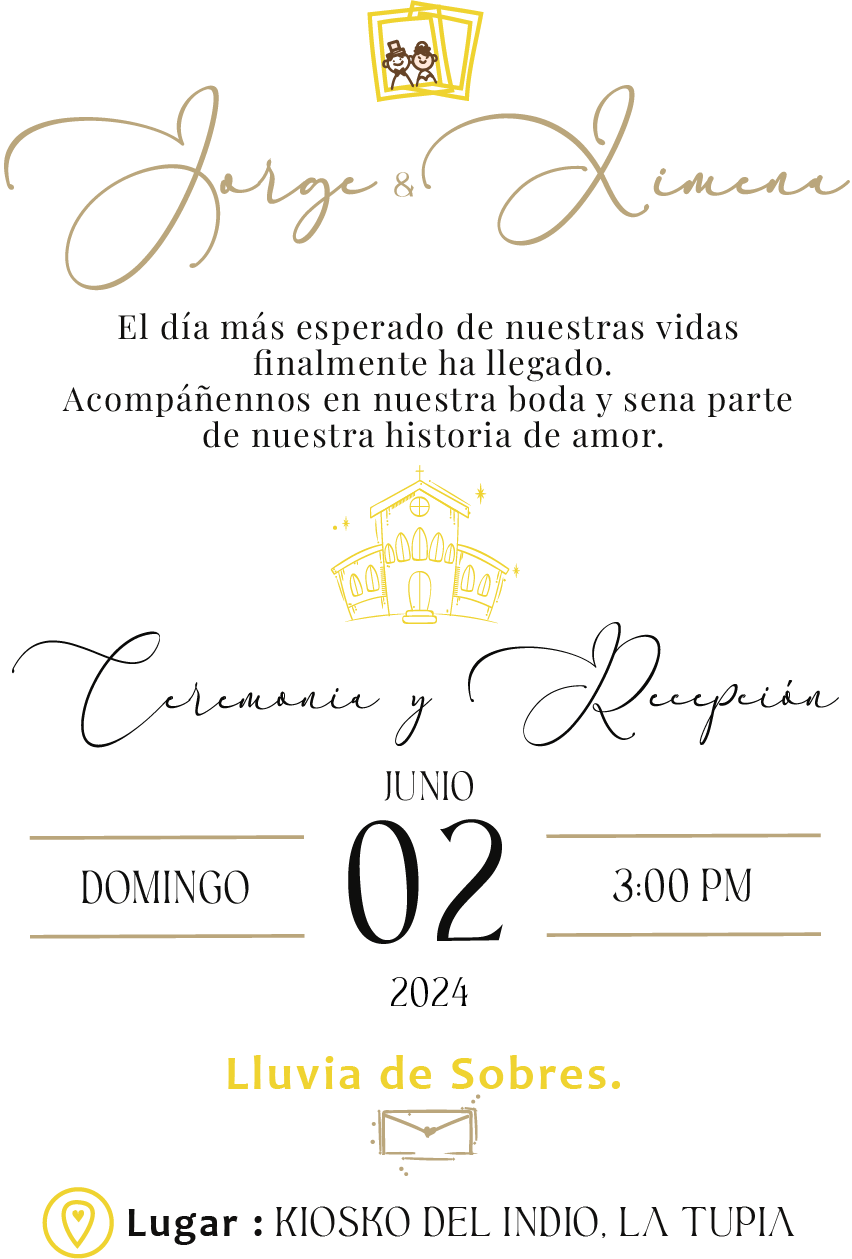 Jorge & Ximena
El día más esperado de nuestras vidas
finalmente ha llegado.
Acompáñennos en nuestra boda y sena parte
de nuestra historia de amor.
Ceremonia y Recepción
JUNIO
DOMINGO
02
3:00 PM
2024
Lluvia de Sobres.
Lugar : KIOSKO DEL INDIO, LA TUPIA